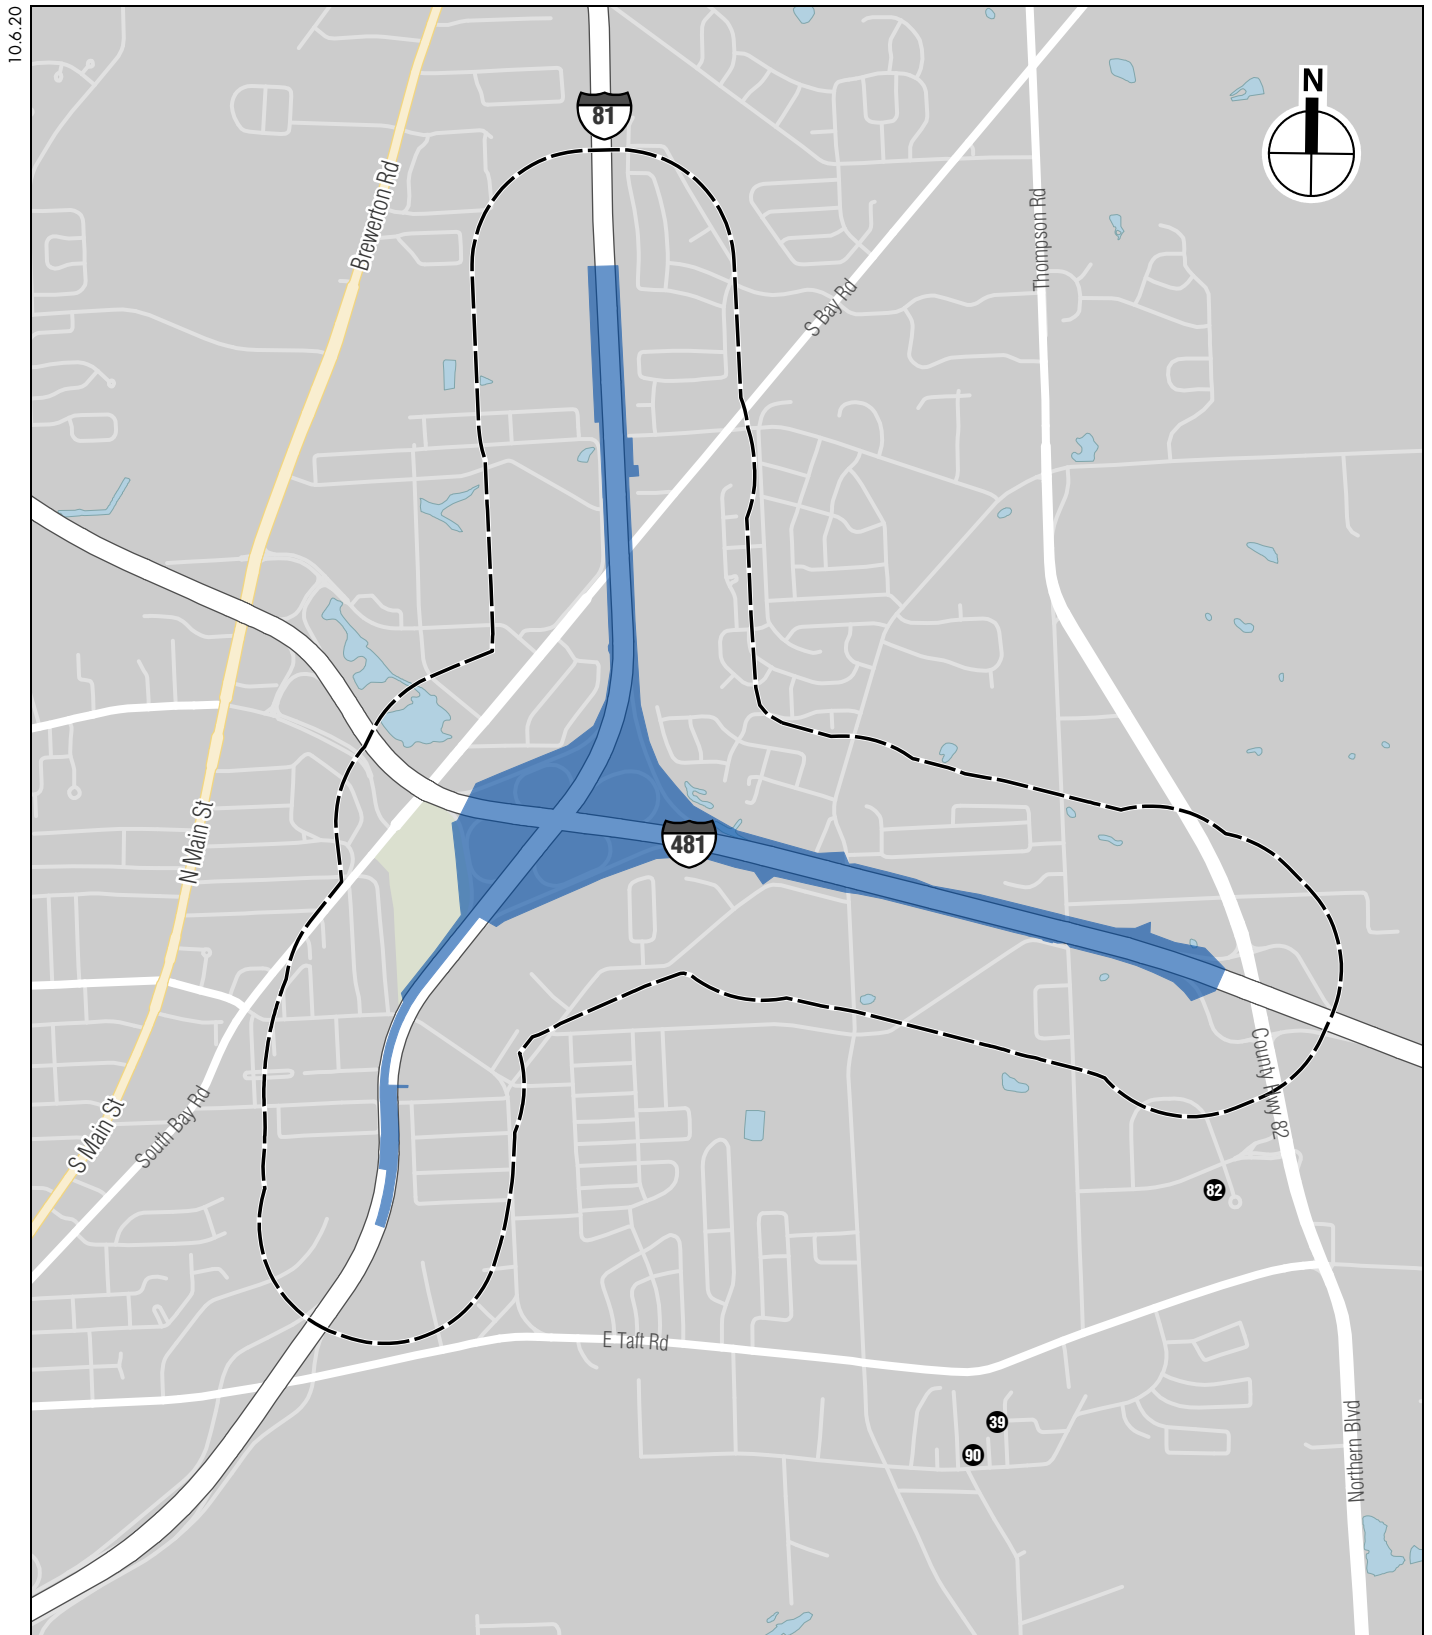 10.6.20
N
81
Brewerton Rd
Thompson Rd
S Bay Rd
481
N Main St
County Hwy 82
S Main St
South Bay Rd
82
E Taft Rd
39
90
Northern Blvd